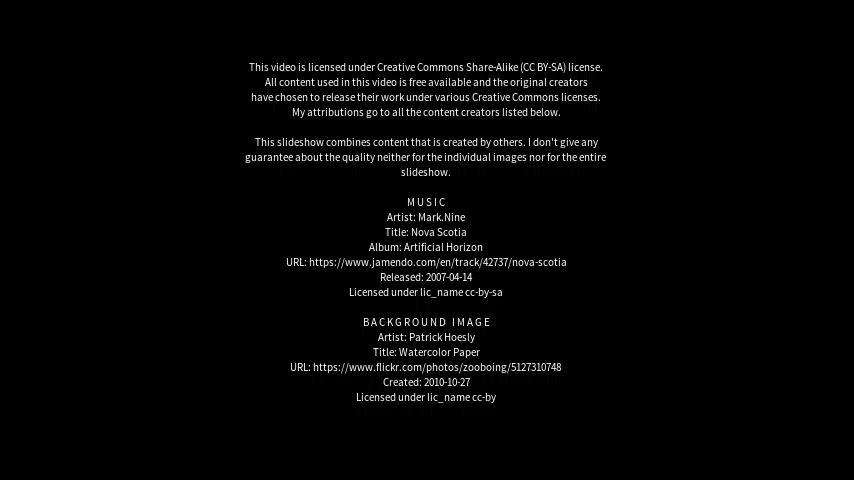 This video is licensed under Creative Commons Share-Alike (CC BY-SA) license.
All content used in this video is free available and the original creators
have chosen to release their work under various Creative Commons licenses.
My attributions go to all the content creators listed below.
This slideshow combines content that is created by others. I don't give any
guarantee about the quality neither for the individual images nor for the entire
slideshow.
MUSIC
Artist: Mark.Nine
Title: Nova Scotia
Album: Artificial Horizon
URL: https://www.jamendo.com/en/track/42737/nova-scotia
Released: 2007-04-14
Licensed under lic_name cc-by-sa
BACKGROUND IMAGE
Artist: Patrick Hoesly
Title: Watercolor Paper
URL: https://www.flickr.com/photos/zooboing/5127310748
Created: 2010-10-27
Licensed under lic_name cc-by